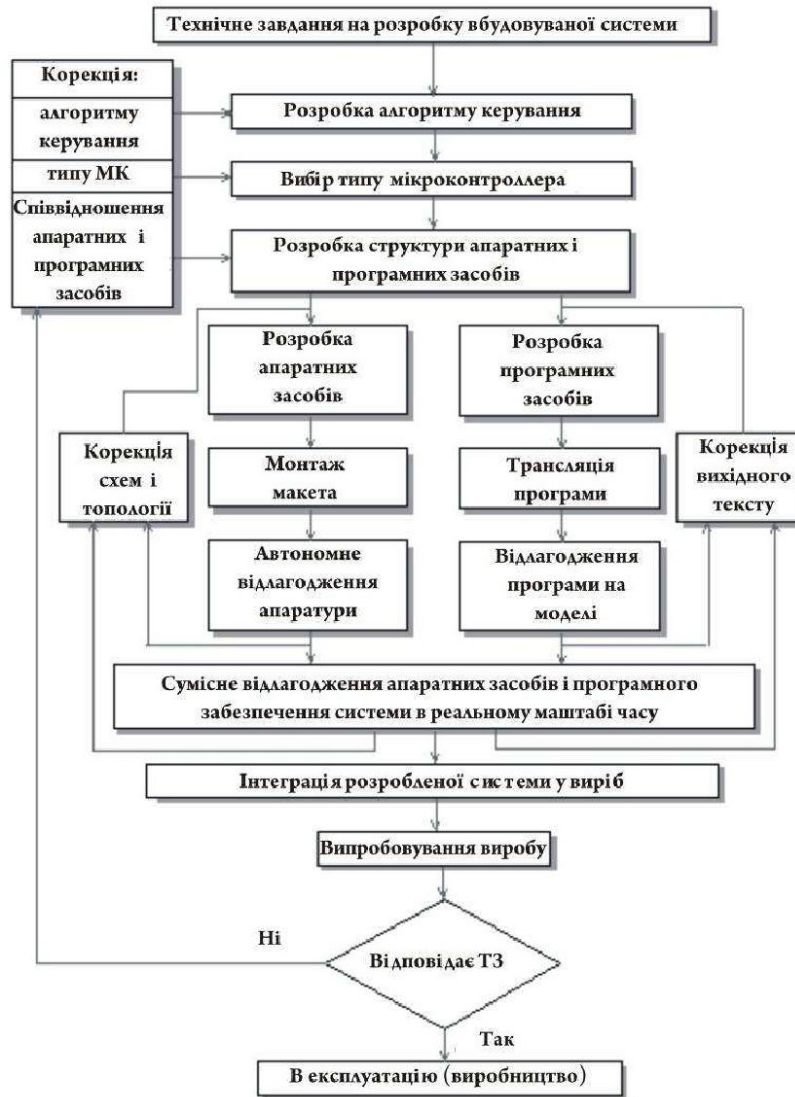 Технічне завдання на розробку вбудовуваної системи
Корекція:
алгоритму
керування
типу МК
Співвідношення
апаратних і
програмних
засобів
Розробка алгоритму керування
Вибір типу мікроконтроллера
Розробка структури апаратних і
програмних засобів
Розробка
апаратних
засобів
Розробка
програмних
засобів
Корекція
схем і
топології
Монтаж
макета
Трансляція
програми
Корекція
вихідного
тексту
Автономне
відлагодження
апаратури
Відлагодження
програми на
моделі
Сумісне відлагодження апаратних засобів і програмного
забезпечення системи в реальному маштабі часу
Інтеграція розробленої системи у виріб
Випробовування виробу
Ні
Відповідає ТЗ
Так
В експлуатацію (виробництво)